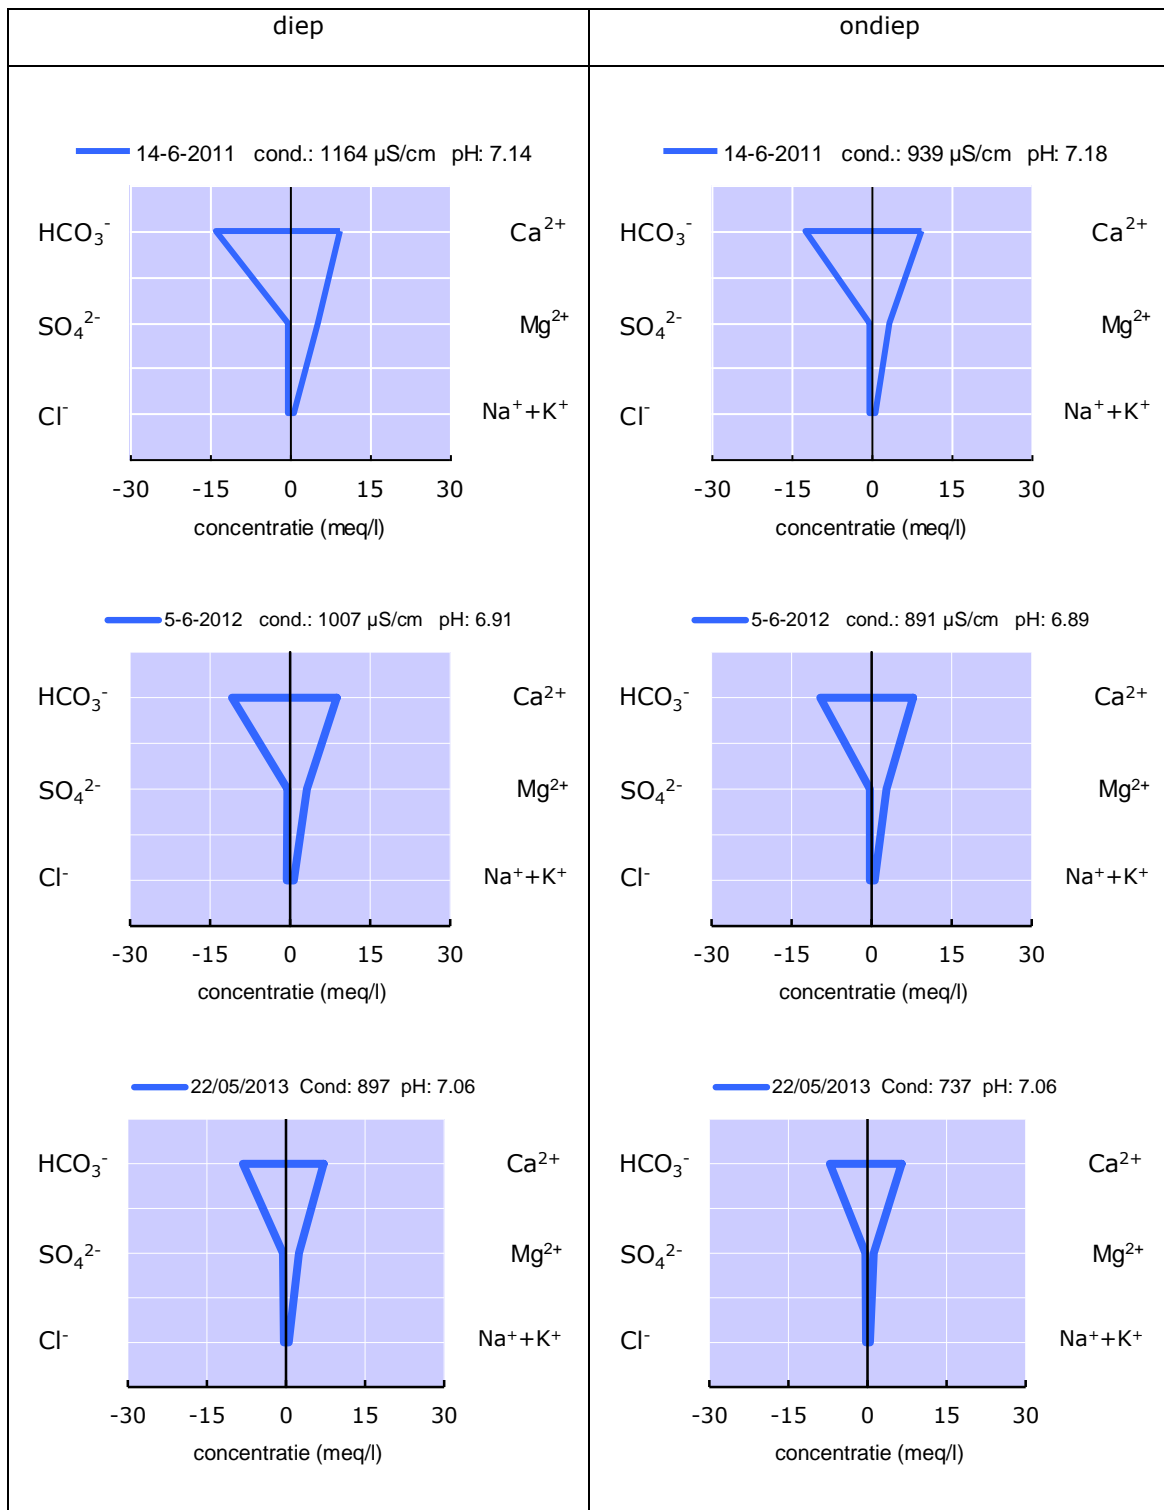 diep
ondiep
14-6-2011 cond.: 1164 µS/cm pH: 7.14
HCO₃⁻
Ca²⁺
SO₄²⁻
Mg²⁺
Cl⁻
Na⁺+K⁺
-30 -15 0 15 30
concentratie (meq/l)
14-6-2011 cond.: 939 µS/cm pH: 7.18
HCO₃⁻
Ca²⁺
SO₄²⁻
Mg²⁺
Cl⁻
Na⁺+K⁺
-30 -15 0 15 30
concentratie (meq/l)
5-6-2012 cond.: 1007 µS/cm pH: 6.91
HCO₃⁻
Ca²⁺
SO₄²⁻
Mg²⁺
Cl⁻
Na⁺+K⁺
-30 -15 0 15 30
concentratie (meq/l)
5-6-2012 cond.: 891 µS/cm pH: 6.89
HCO₃⁻
Ca²⁺
SO₄²⁻
Mg²⁺
Cl⁻
Na⁺+K⁺
-30 -15 0 15 30
concentratie (meq/l)
22/05/2013 Cond: 897 pH: 7.06
HCO₃⁻
Ca²⁺
SO₄²⁻
Mg²⁺
Cl⁻
Na⁺+K⁺
-30 -15 0 15 30
concentratie (meq/l)
22/05/2013 Cond: 737 pH: 7.06
HCO₃⁻
Ca²⁺
SO₄²⁻
Mg²⁺
Cl⁻
Na⁺+K⁺
-30 -15 0 15 30
concentratie (meq/l)